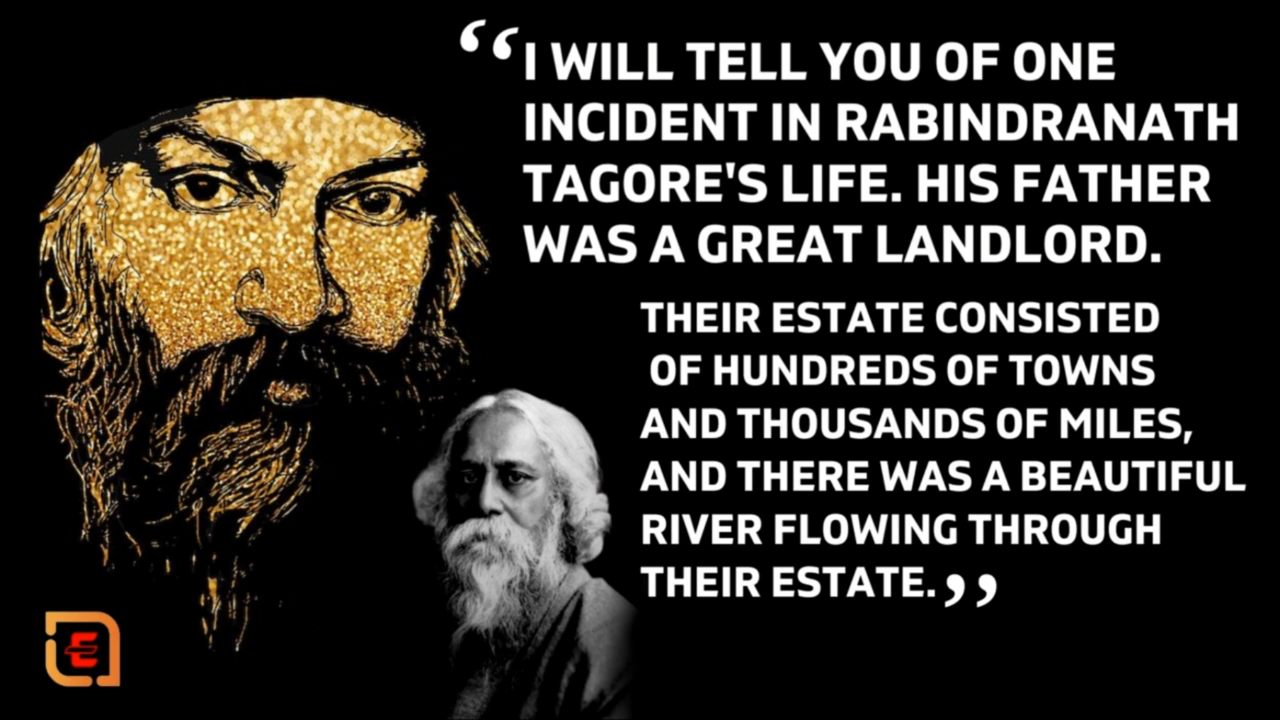 “I WILL TELL YOU OF ONE
INCIDENT IN RABINDRANATH
TAGORE'S LIFE. HIS FATHER
WAS A GREAT LANDLORD.
THEIR ESTATE CONSISTED
OF HUNDREDS OF TOWNS
AND THOUSANDS OF MILES,
AND THERE WAS A BEAUTIFUL
RIVER FLOWING THROUGH
THEIR ESTATE.”
E